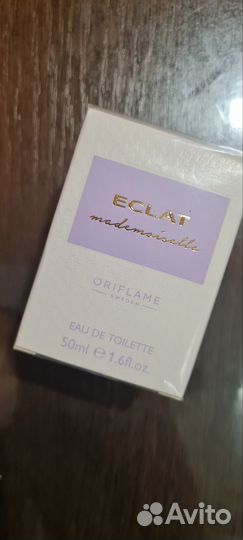 ECLAT
mademoiselle
ORIFLAME
SWEDEN
EAU DE TOILETTE
50ml ℮ 1.6fl.oz.
Avito